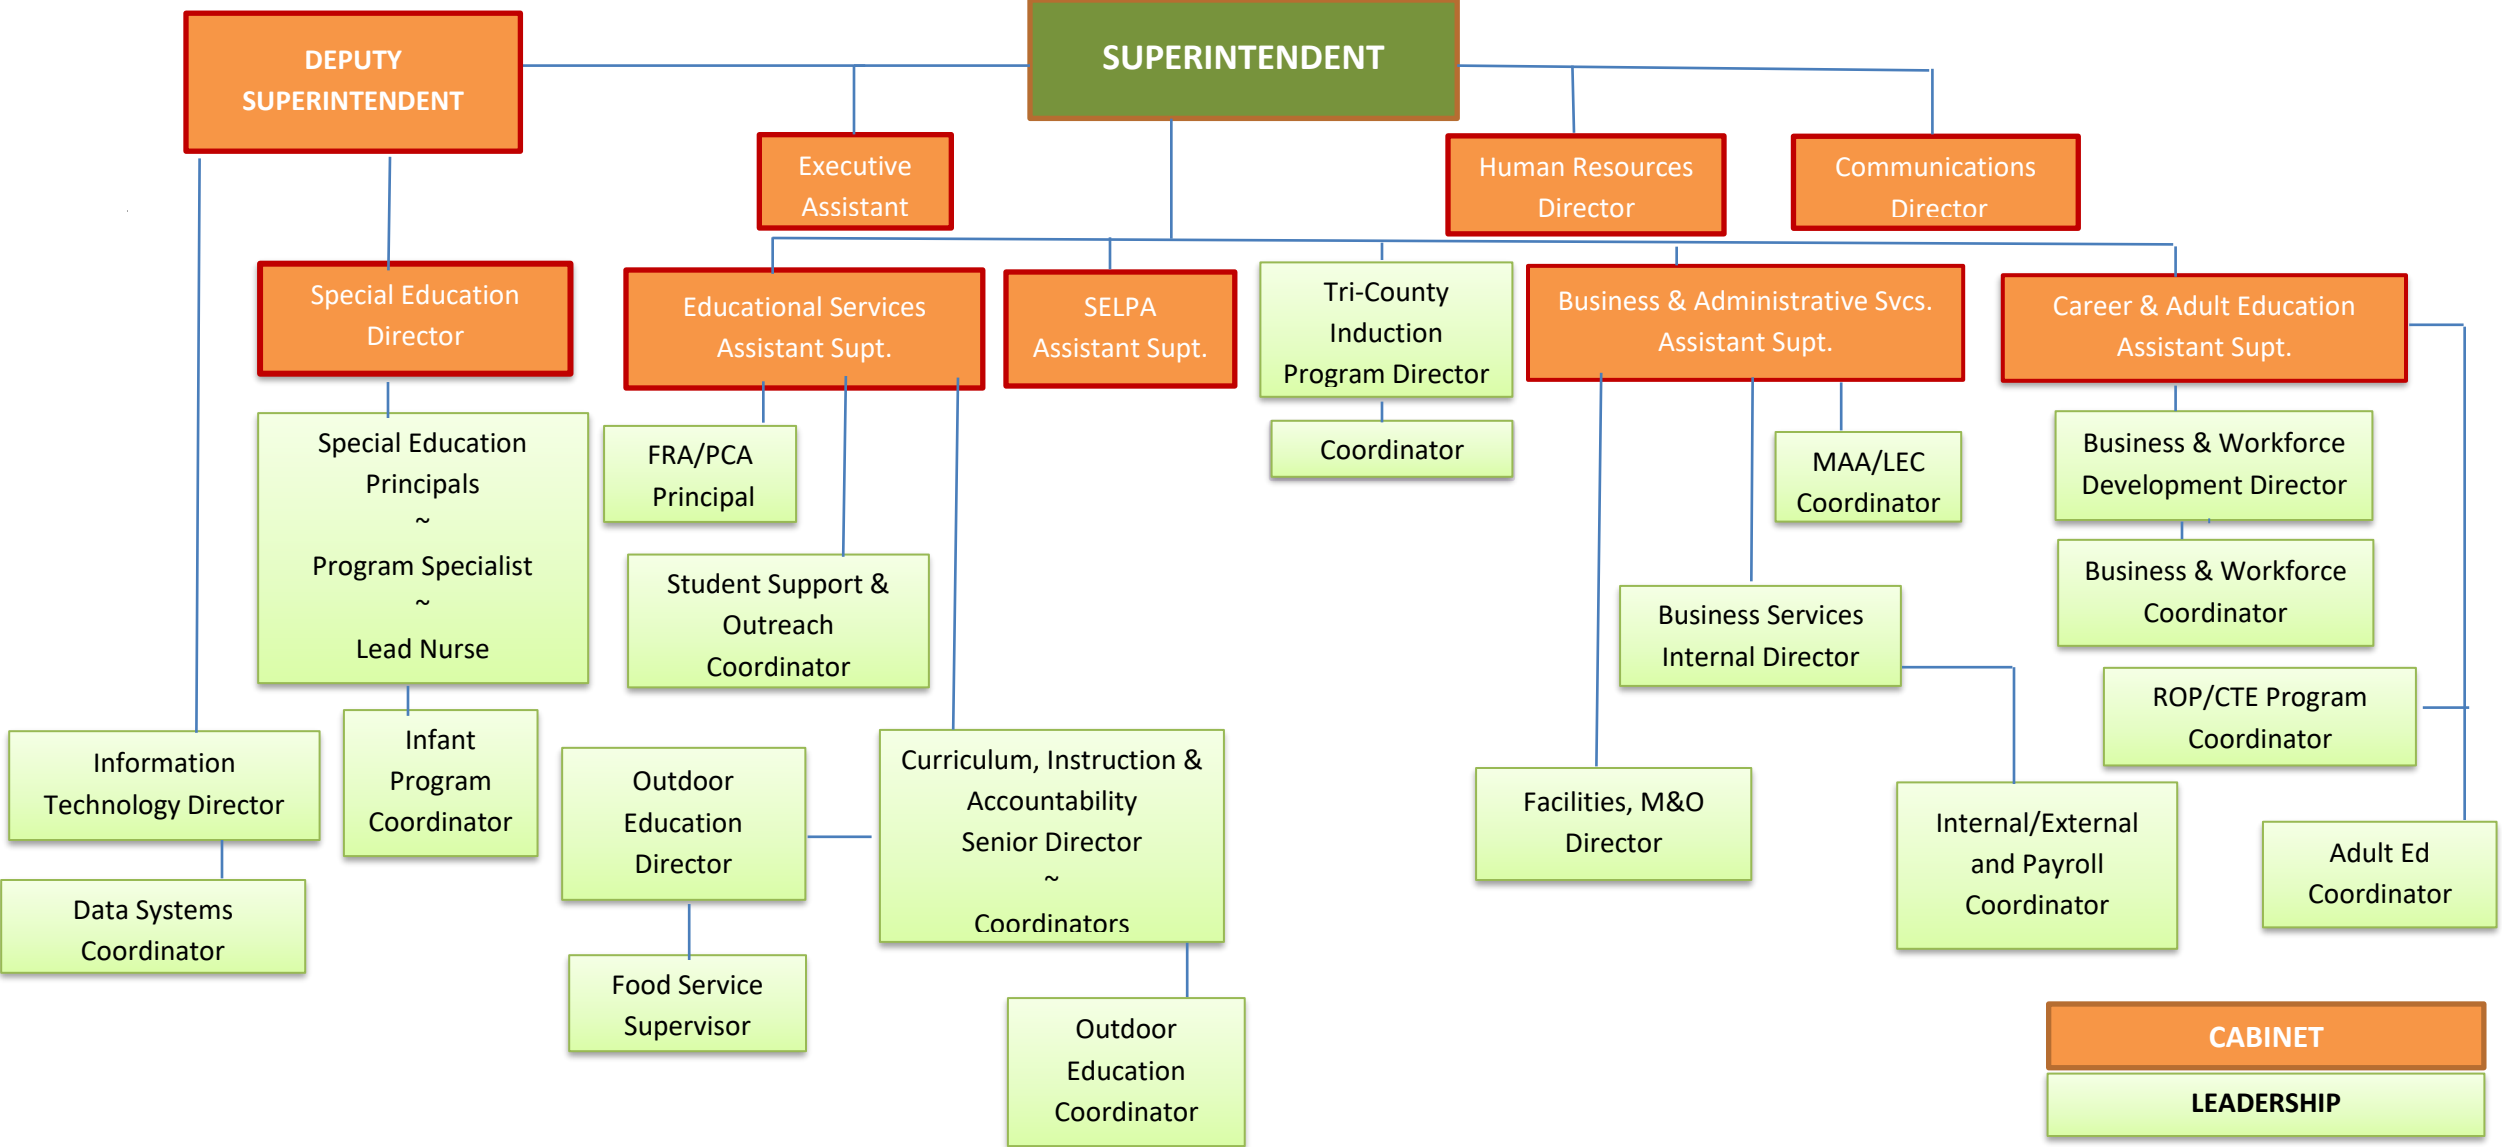 DEPUTY
SUPERINTENDENT
SUPERINTENDENT
Executive
Assistant
Human Resources
Director
Communications
Director
Special Education
Director
Educational Services
Assistant Supt.
SELPA
Assistant Supt.
Tri-County
Induction
Program Director
Business & Administrative Svcs.
Assistant Supt.
Career & Adult Education
Assistant Supt.
Special Education
Principals
~
Program Specialist
~
Lead Nurse
FRA/PCA
Principal
Coordinator
MAA/LEC
Coordinator
Business & Workforce
Development Director
Student Support &
Outreach
Coordinator
Business Services
Internal Director
Business & Workforce
Coordinator
ROP/CTE Program
Coordinator
Information
Technology Director
Infant
Program
Coordinator
Outdoor
Education
Director
Curriculum, Instruction &
Accountability
Senior Director
~
Coordinators
Facilities, M&O
Director
Internal/External
and Payroll
Coordinator
Adult Ed
Coordinator
Data Systems
Coordinator
Food Service
Supervisor
Outdoor
Education
Coordinator
CABINET
LEADERSHIP